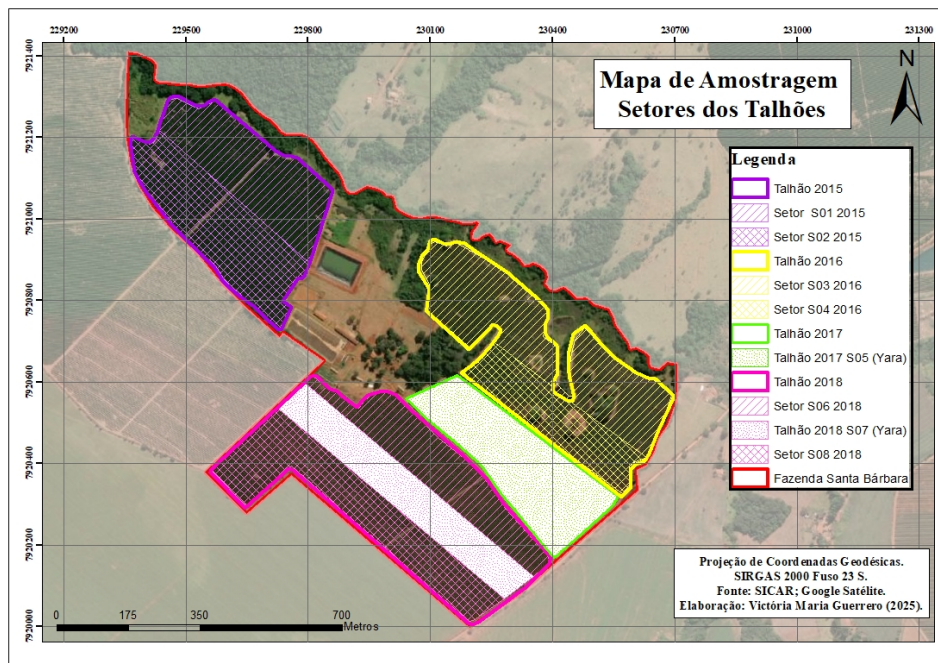 229200 229500 229800 230100 230400 230700 231000 231300
Mapa de Amostragem
Setores dos Talhões
N
7921400
7921200
7921000
7920800
7920600
7920400
7920200
7920000
Legenda
Talhão 2015
Setor S01 2015
Setor S02 2015
Talhão 2016
Setor S03 2016
Setor S04 2016
Talhão 2017
Talhão 2017 S05 (Yara)
Talhão 2018
Setor S06 2018
Talhão 2018 S07 (Yara)
Setor S08 2018
Fazenda Santa Bárbara
Projeção de Coordenadas Geodésicas.
SIRGAS 2000 Fuso 23 S.
Fonte: SICAR; Google Satélite.
Elaboração: Victória Maria Guerrero (2025).
0 175 350 700
Metros